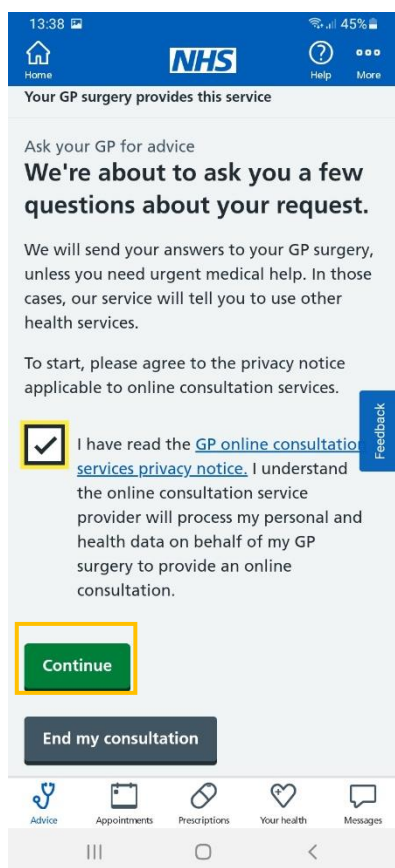 13:38 45%
Home NHS Help More
Your GP surgery provides this service
Ask your GP for advice
We're about to ask you a few
questions about your request.
We will send your answers to your GP surgery,
unless you need urgent medical help. In those
cases, our service will tell you to use other
health services.
To start, please agree to the privacy notice
applicable to online consultation services.
Feedback
I have read the GP online consultation
services privacy notice. I understand
the online consultation service
provider will process my personal and
health data on behalf of my GP
surgery to provide an online
consultation.
Continue
End my consultation
Advice Appointments Prescriptions Your health Messages